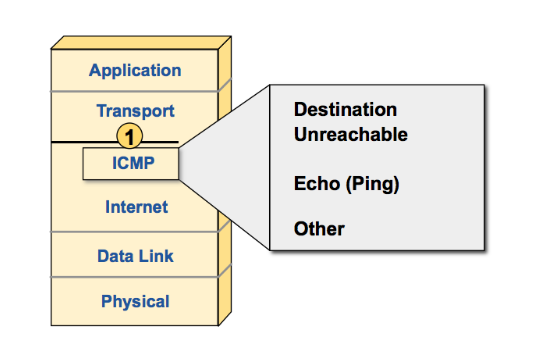 Application
Transport
1
ICMP
Internet
Data Link
Physical
Destination
Unreachable
Echo (Ping)
Other